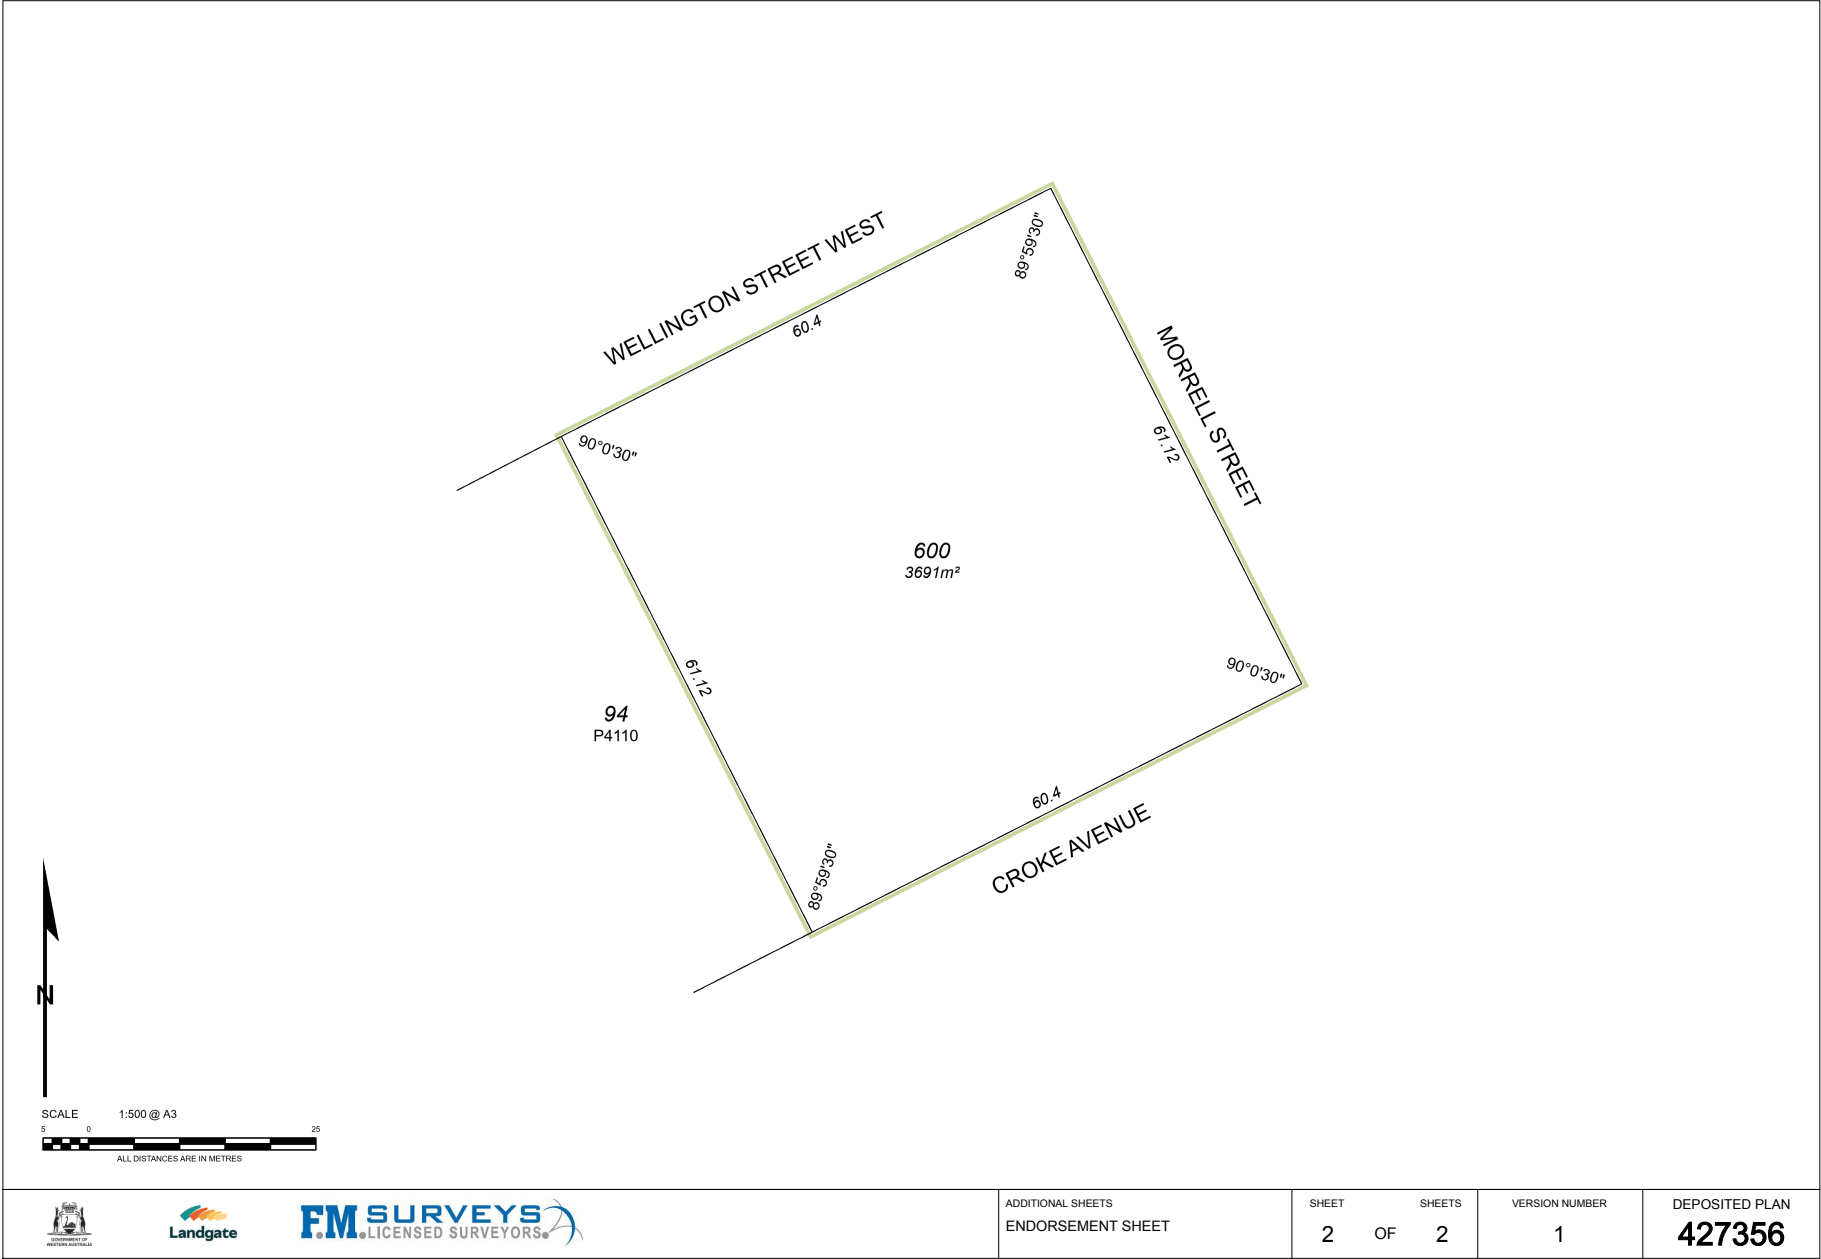 WELLINGTON STREET WEST
89°59'30"
60.4
MORRELL STREET
61.12
90°0'30"
600
3691m²
61.12
90°0'30"
94
P4110
60.4
CROKE AVENUE
89°59'30"
N
SCALE 1:500 @ A3
5 0 25
ALL DISTANCES ARE IN METRES
GOVERNMENT OF
WESTERN AUSTRALIA
Landgate
F.M. SURVEYS
LICENSED SURVEYORS.
ADDITIONAL SHEETS
ENDORSEMENT SHEET
SHEET SHEETS
2 OF 2
VERSION NUMBER
1
DEPOSITED PLAN
427356